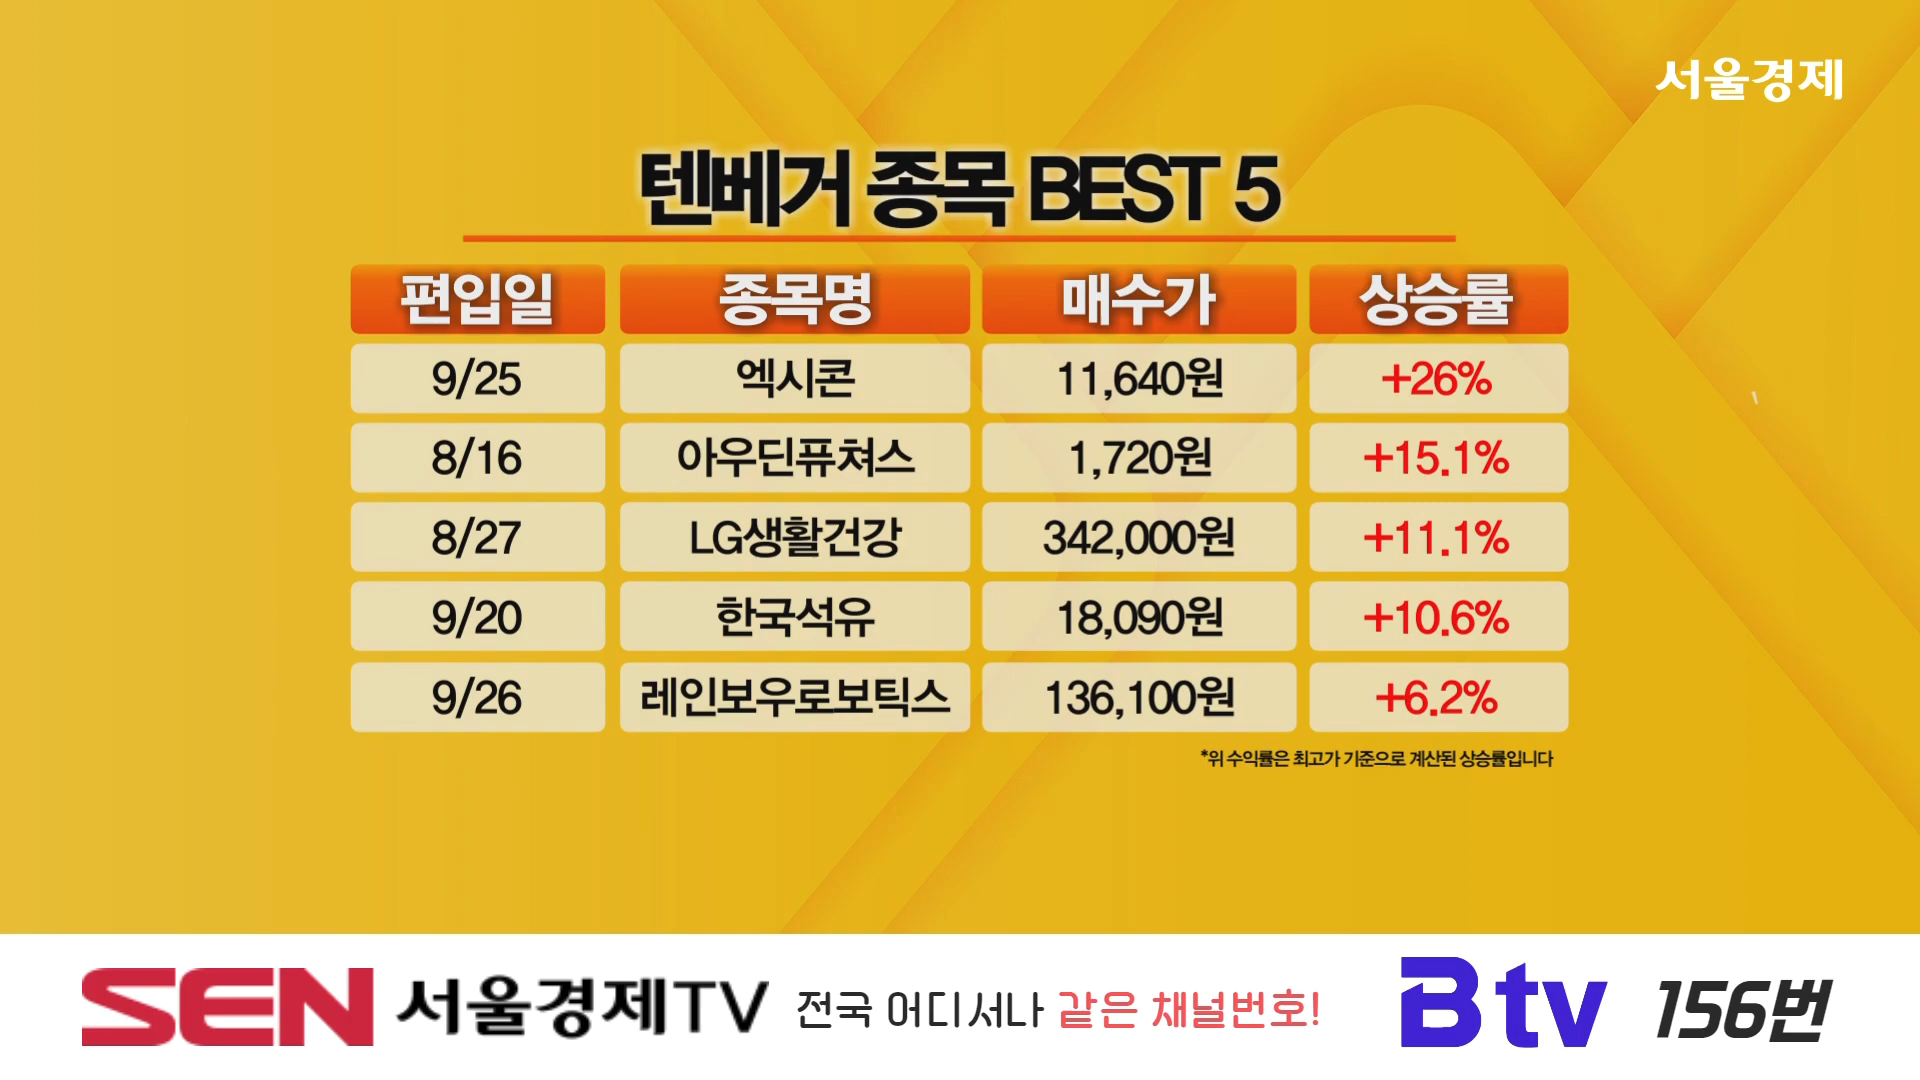 서울경제
텐베거 종목 BEST 5
편입일 종목명 매수가 상승률
9/25 엑시콘 11,640원 +26%
8/16 아우딘퓨쳐스 1,720원 +15.1%
8/27 LG생활건강 342,000원 +11.1%
9/20 한국석유 18,090원 +10.6%
9/26 레인보우로보틱스 136,100원 +6.2%
*위 수익률은 최고가 기준으로 계산된 상승률입니다
SEN 서울경제TV 전국 어디서나 같은 채널번호! B tv 156번